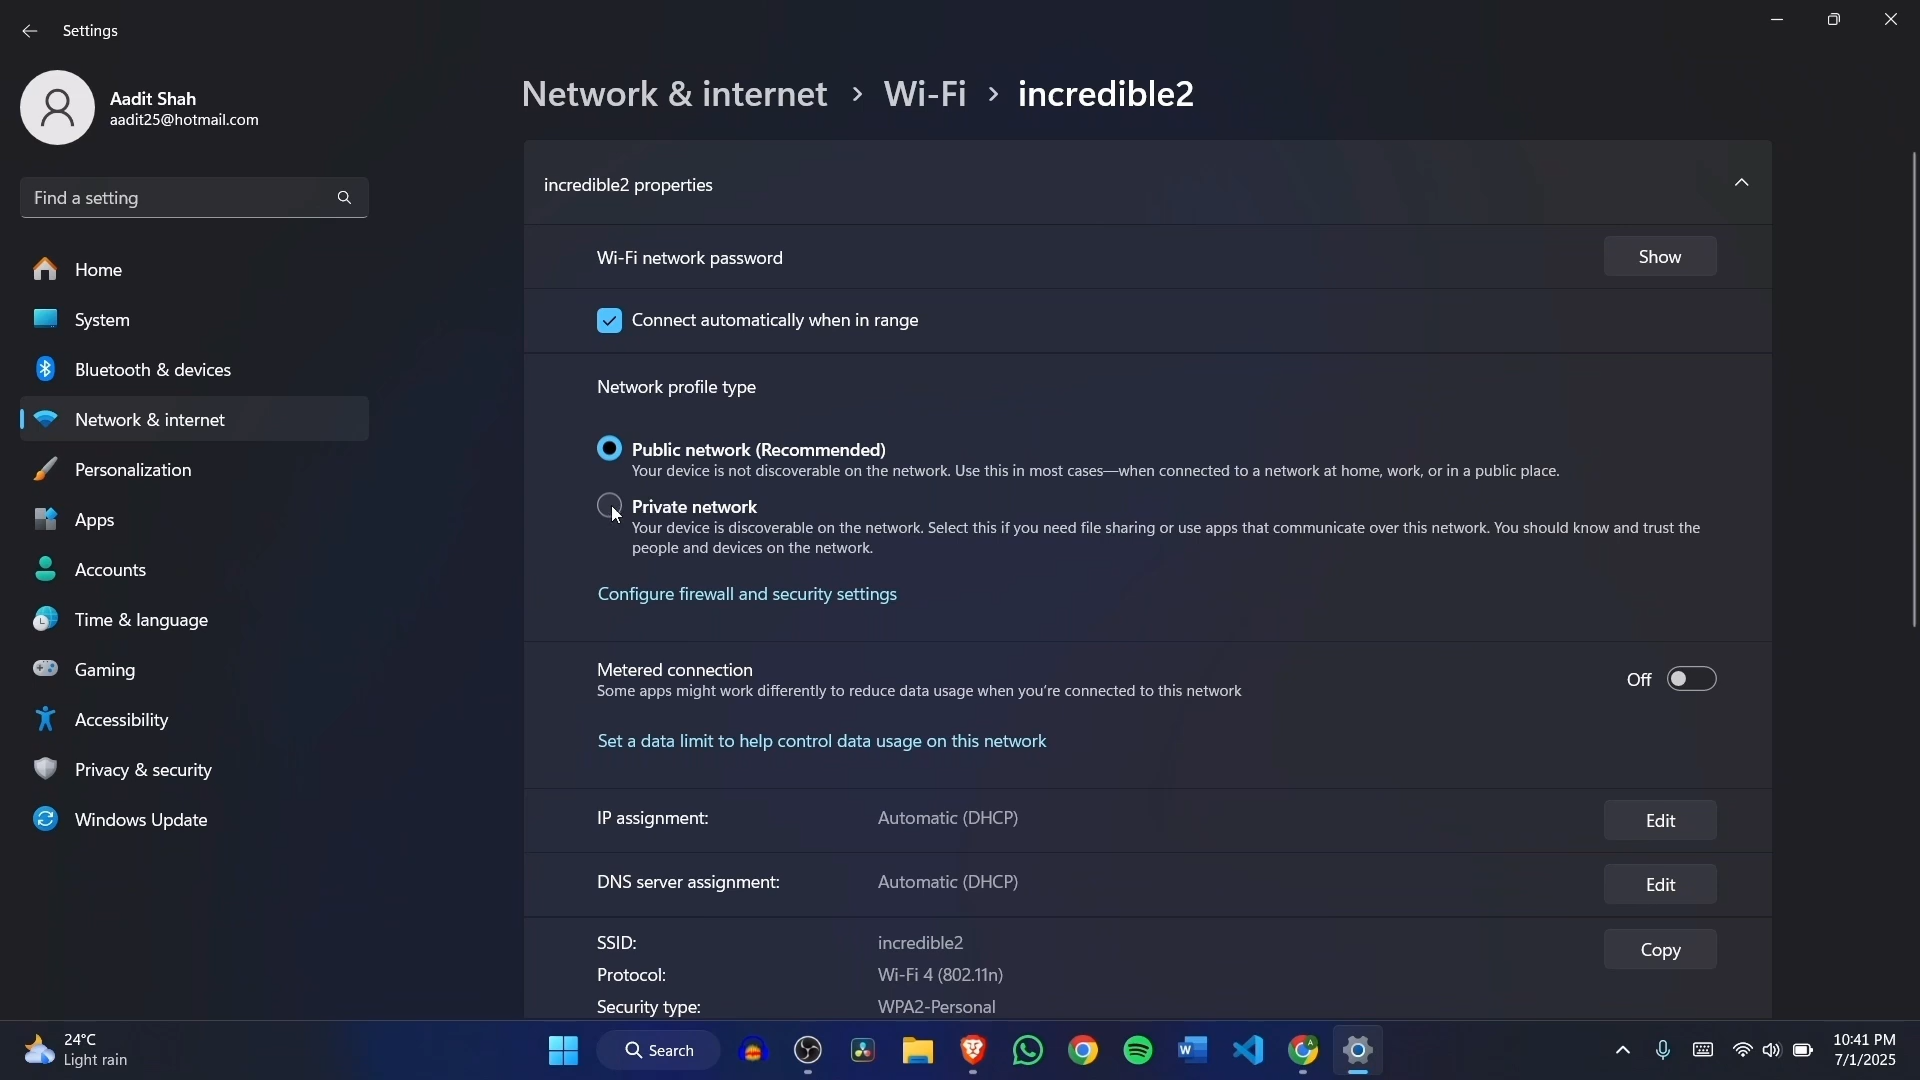 Settings
Aadit Shah
aadit25@hotmail.com
Find a setting
Home
System
Bluetooth & devices
Network & internet
Personalization
Apps
Accounts
Time & language
Gaming
Accessibility
Privacy & security
Windows Update
Network & internet > Wi-Fi > incredible2
incredible2 properties
Wi-Fi network password Show
Connect automatically when in range
Network profile type
Public network (Recommended)
Your device is not discoverable on the network. Use this in most cases—when connected to a network at home, work, or in a public place.
Private network
Your device is discoverable on the network. Select this if you need file sharing or use apps that communicate over this network. You should know and trust the
people and devices on the network.
Configure firewall and security settings
Metered connection
Some apps might work differently to reduce data usage when you're connected to this network
Off
Set a data limit to help control data usage on this network
IP assignment: Automatic (DHCP) Edit
DNS server assignment: Automatic (DHCP) Edit
SSID: incredible2 Copy
Protocol: Wi-Fi 4 (802.11n)
Security type: WPA2-Personal
24°C
Light rain
Search
10:41 PM
7/1/2025